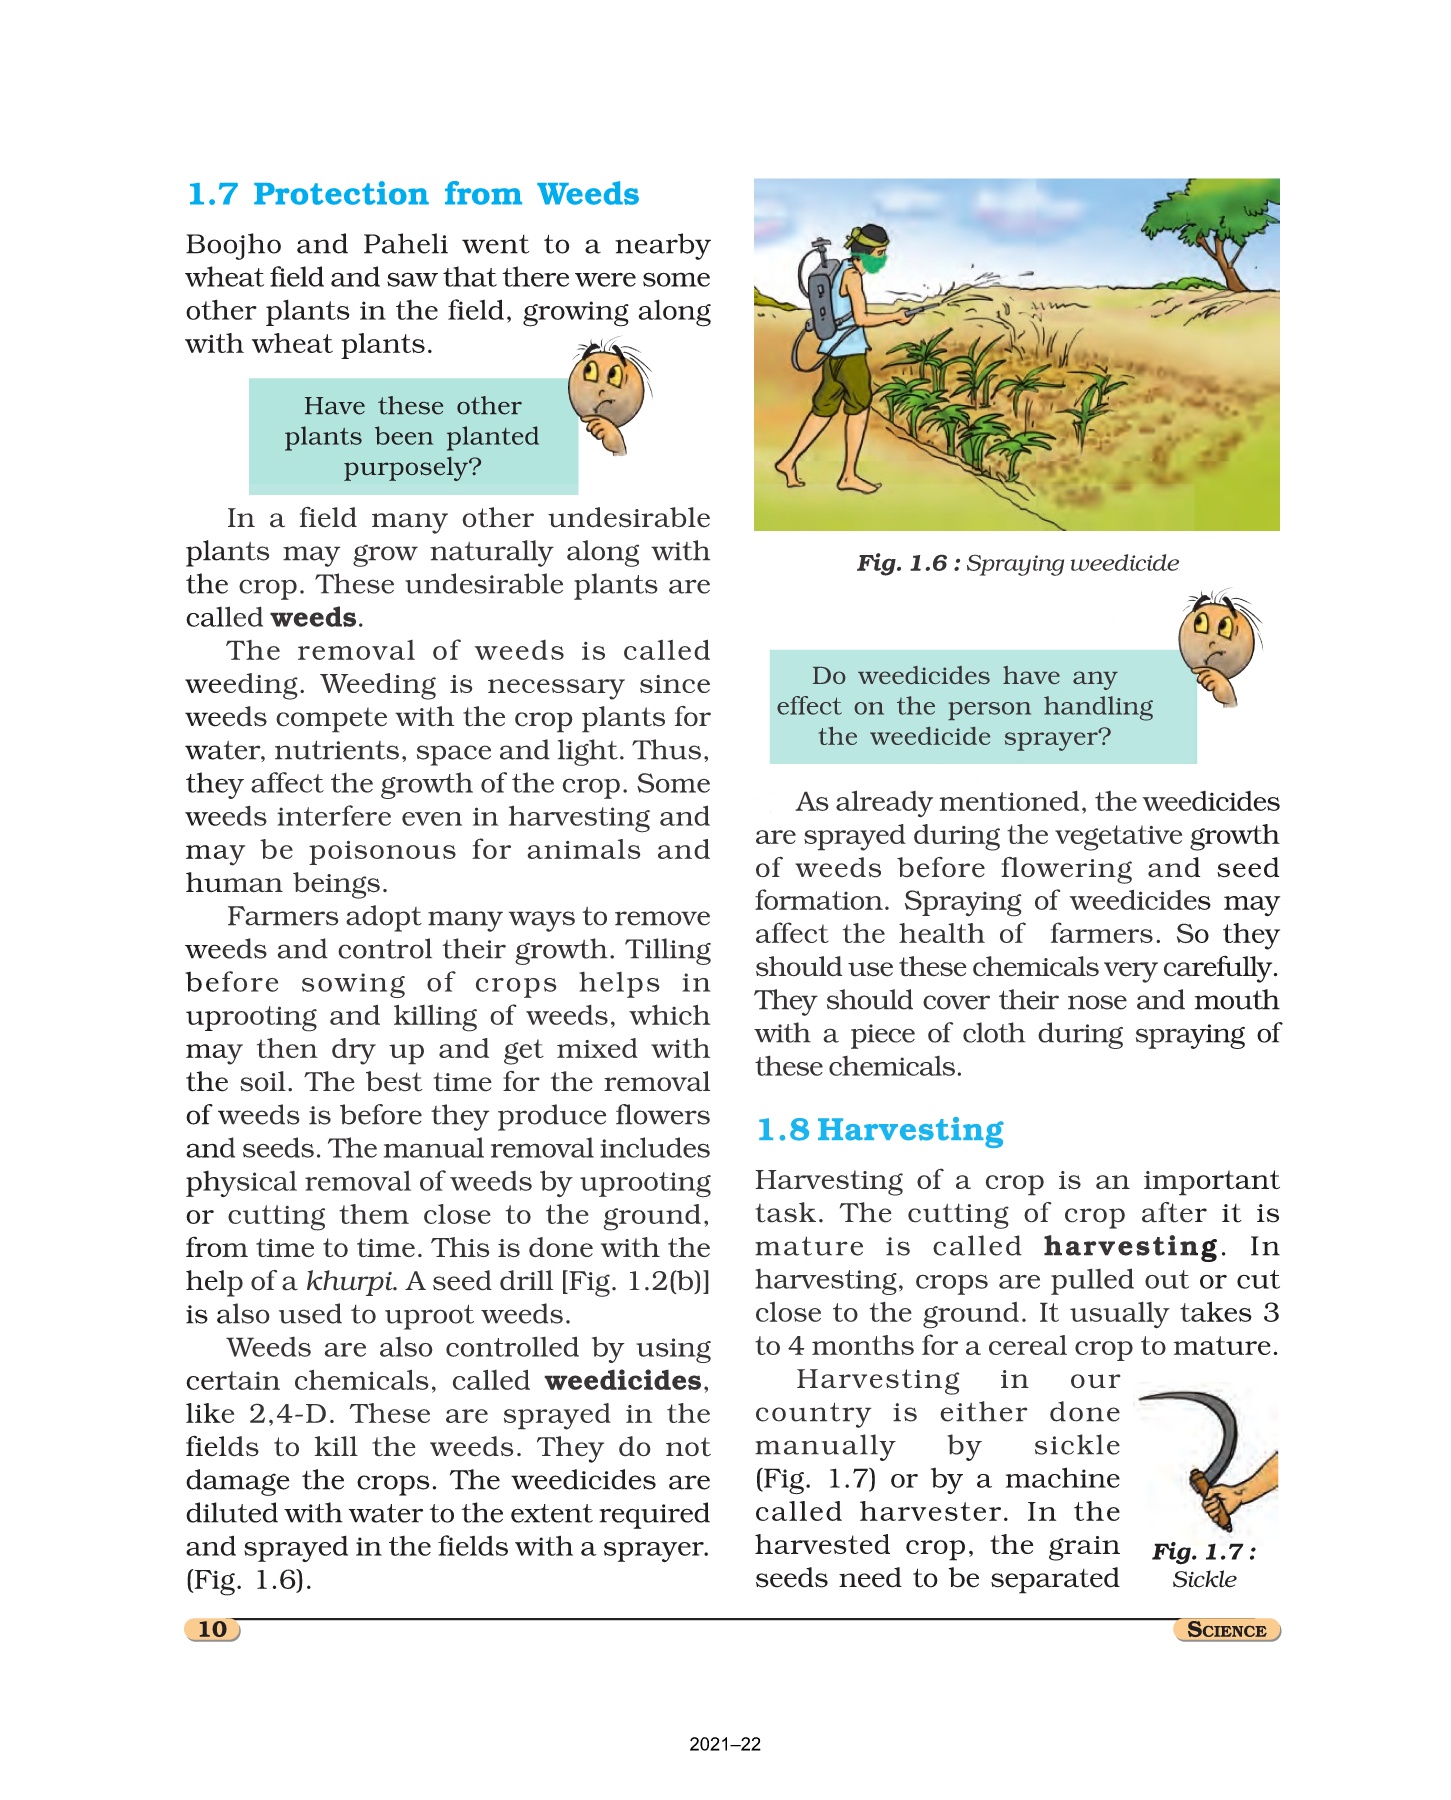 1.7 Protection from Weeds
Boojho and Paheli went to a nearby
wheat field and saw that there were some
other plants in the field, growing along
with wheat plants.
Have these other
plants been planted
purposely?
In a field many other undesirable
plants may grow naturally along with
the crop. These undesirable plants are
called weeds.
The removal of weeds is called
weeding. Weeding is necessary since
weeds compete with the crop plants for
water, nutrients, space and light. Thus,
they affect the growth of the crop. Some
weeds interfere even in harvesting and
may be poisonous for animals and
human beings.
Farmers adopt many ways to remove
weeds and control their growth. Tilling
before sowing of crops helps in
uprooting and killing of weeds, which
may then dry up and get mixed with
the soil. The best time for the removal
of weeds is before they produce flowers
and seeds. The manual removal includes
physical removal of weeds by uprooting
or cutting them close to the ground,
from time to time. This is done with the
help of a khurpi. A seed drill [Fig. 1.2(b)]
is also used to uproot weeds.
Weeds are also controlled by using
certain chemicals, called weedicides,
like 2,4-D. These are sprayed in the
fields to kill the weeds. They do not
damage the crops. The weedicides are
diluted with water to the extent required
and sprayed in the fields with a sprayer.
(Fig. 1.6).
Fig. 1.6 : Spraying weedicide
Do weedicides have any
effect on the person handling
the weedicide sprayer?
As already mentioned, the weedicides
are sprayed during the vegetative growth
of weeds before flowering and seed
formation. Spraying of weedicides may
affect the health of farmers. So they
should use these chemicals very carefully.
They should cover their nose and mouth
with a piece of cloth during spraying of
these chemicals.
1.8 Harvesting
Harvesting of a crop is an important
task. The cutting of crop after it is
mature is called harvesting. In
harvesting, crops are pulled out or cut
close to the ground. It usually takes 3
to 4 months for a cereal crop to mature.
Harvesting in our
country is either done
manually by sickle
(Fig. 1.7) or by a machine
called harvester. In the
harvested crop, the grain
seeds need to be separated
Fig. 1.7 :
Sickle
10
SCIENCE
2021–22